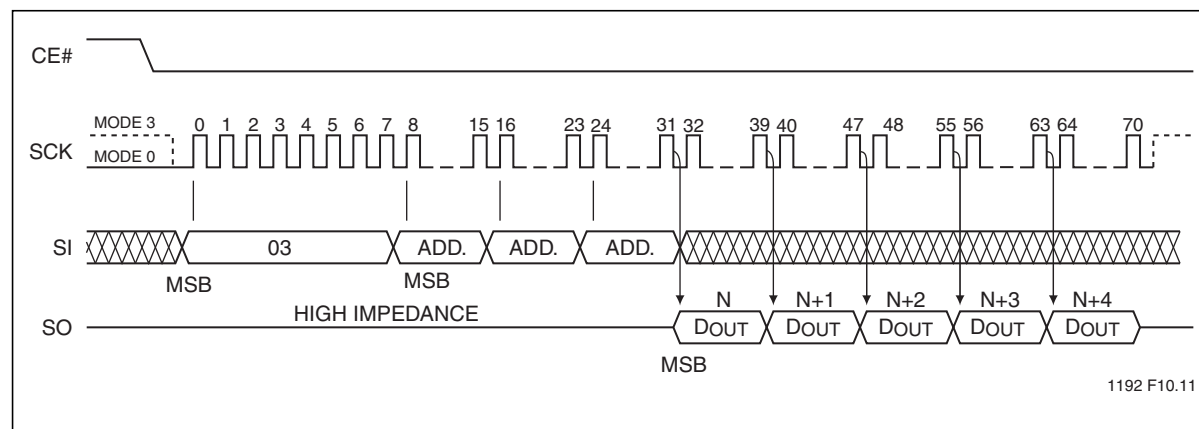 CE#
MODE 3
0 1 2 3 4 5 6 7 8 15 16 23 24 31 32 39 40 47 48 55 56 63 64 70
SCK
MODE 0
SI
03
ADD.
ADD.
ADD.
MSB
MSB
HIGH IMPEDANCE
N
N+1
N+2
N+3
N+4
SO
DOUT
DOUT
DOUT
DOUT
DOUT
MSB
1192 F10.11